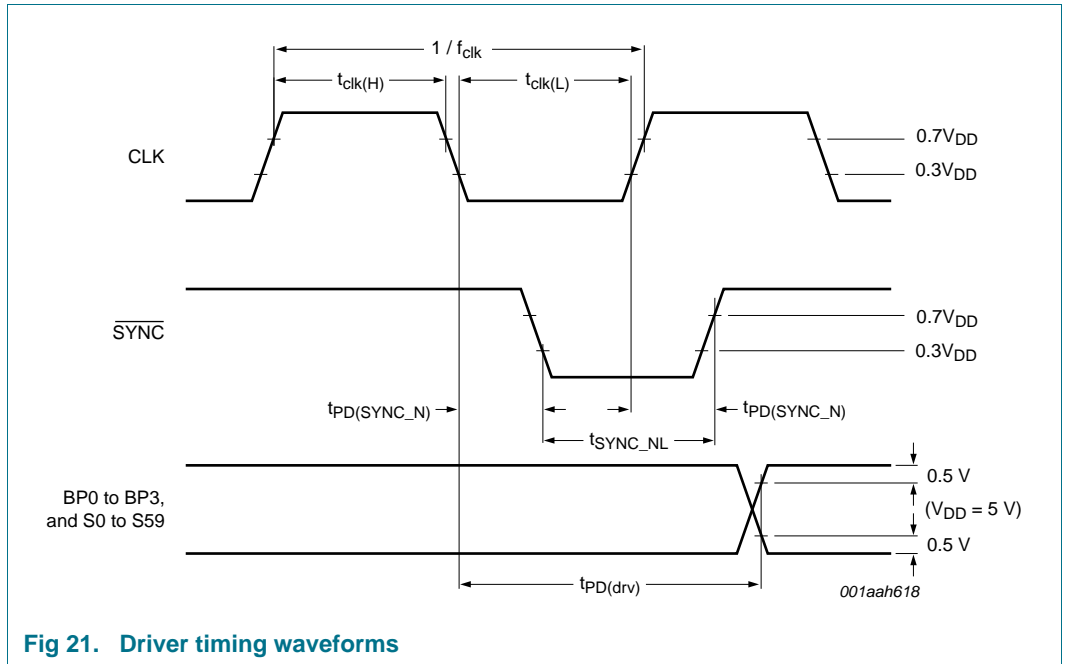 1 / fclk
tclk(H)
tclk(L)
CLK
0.7VDD
0.3VDD
SYNC
0.7VDD
0.3VDD
tPD(SYNC_N)
tPD(SYNC_N)
tSYNC_NL
BP0 to BP3,
and S0 to S59
0.5 V
(VDD = 5 V)
0.5 V
tPD(drv)
001aah618
Fig 21. Driver timing waveforms